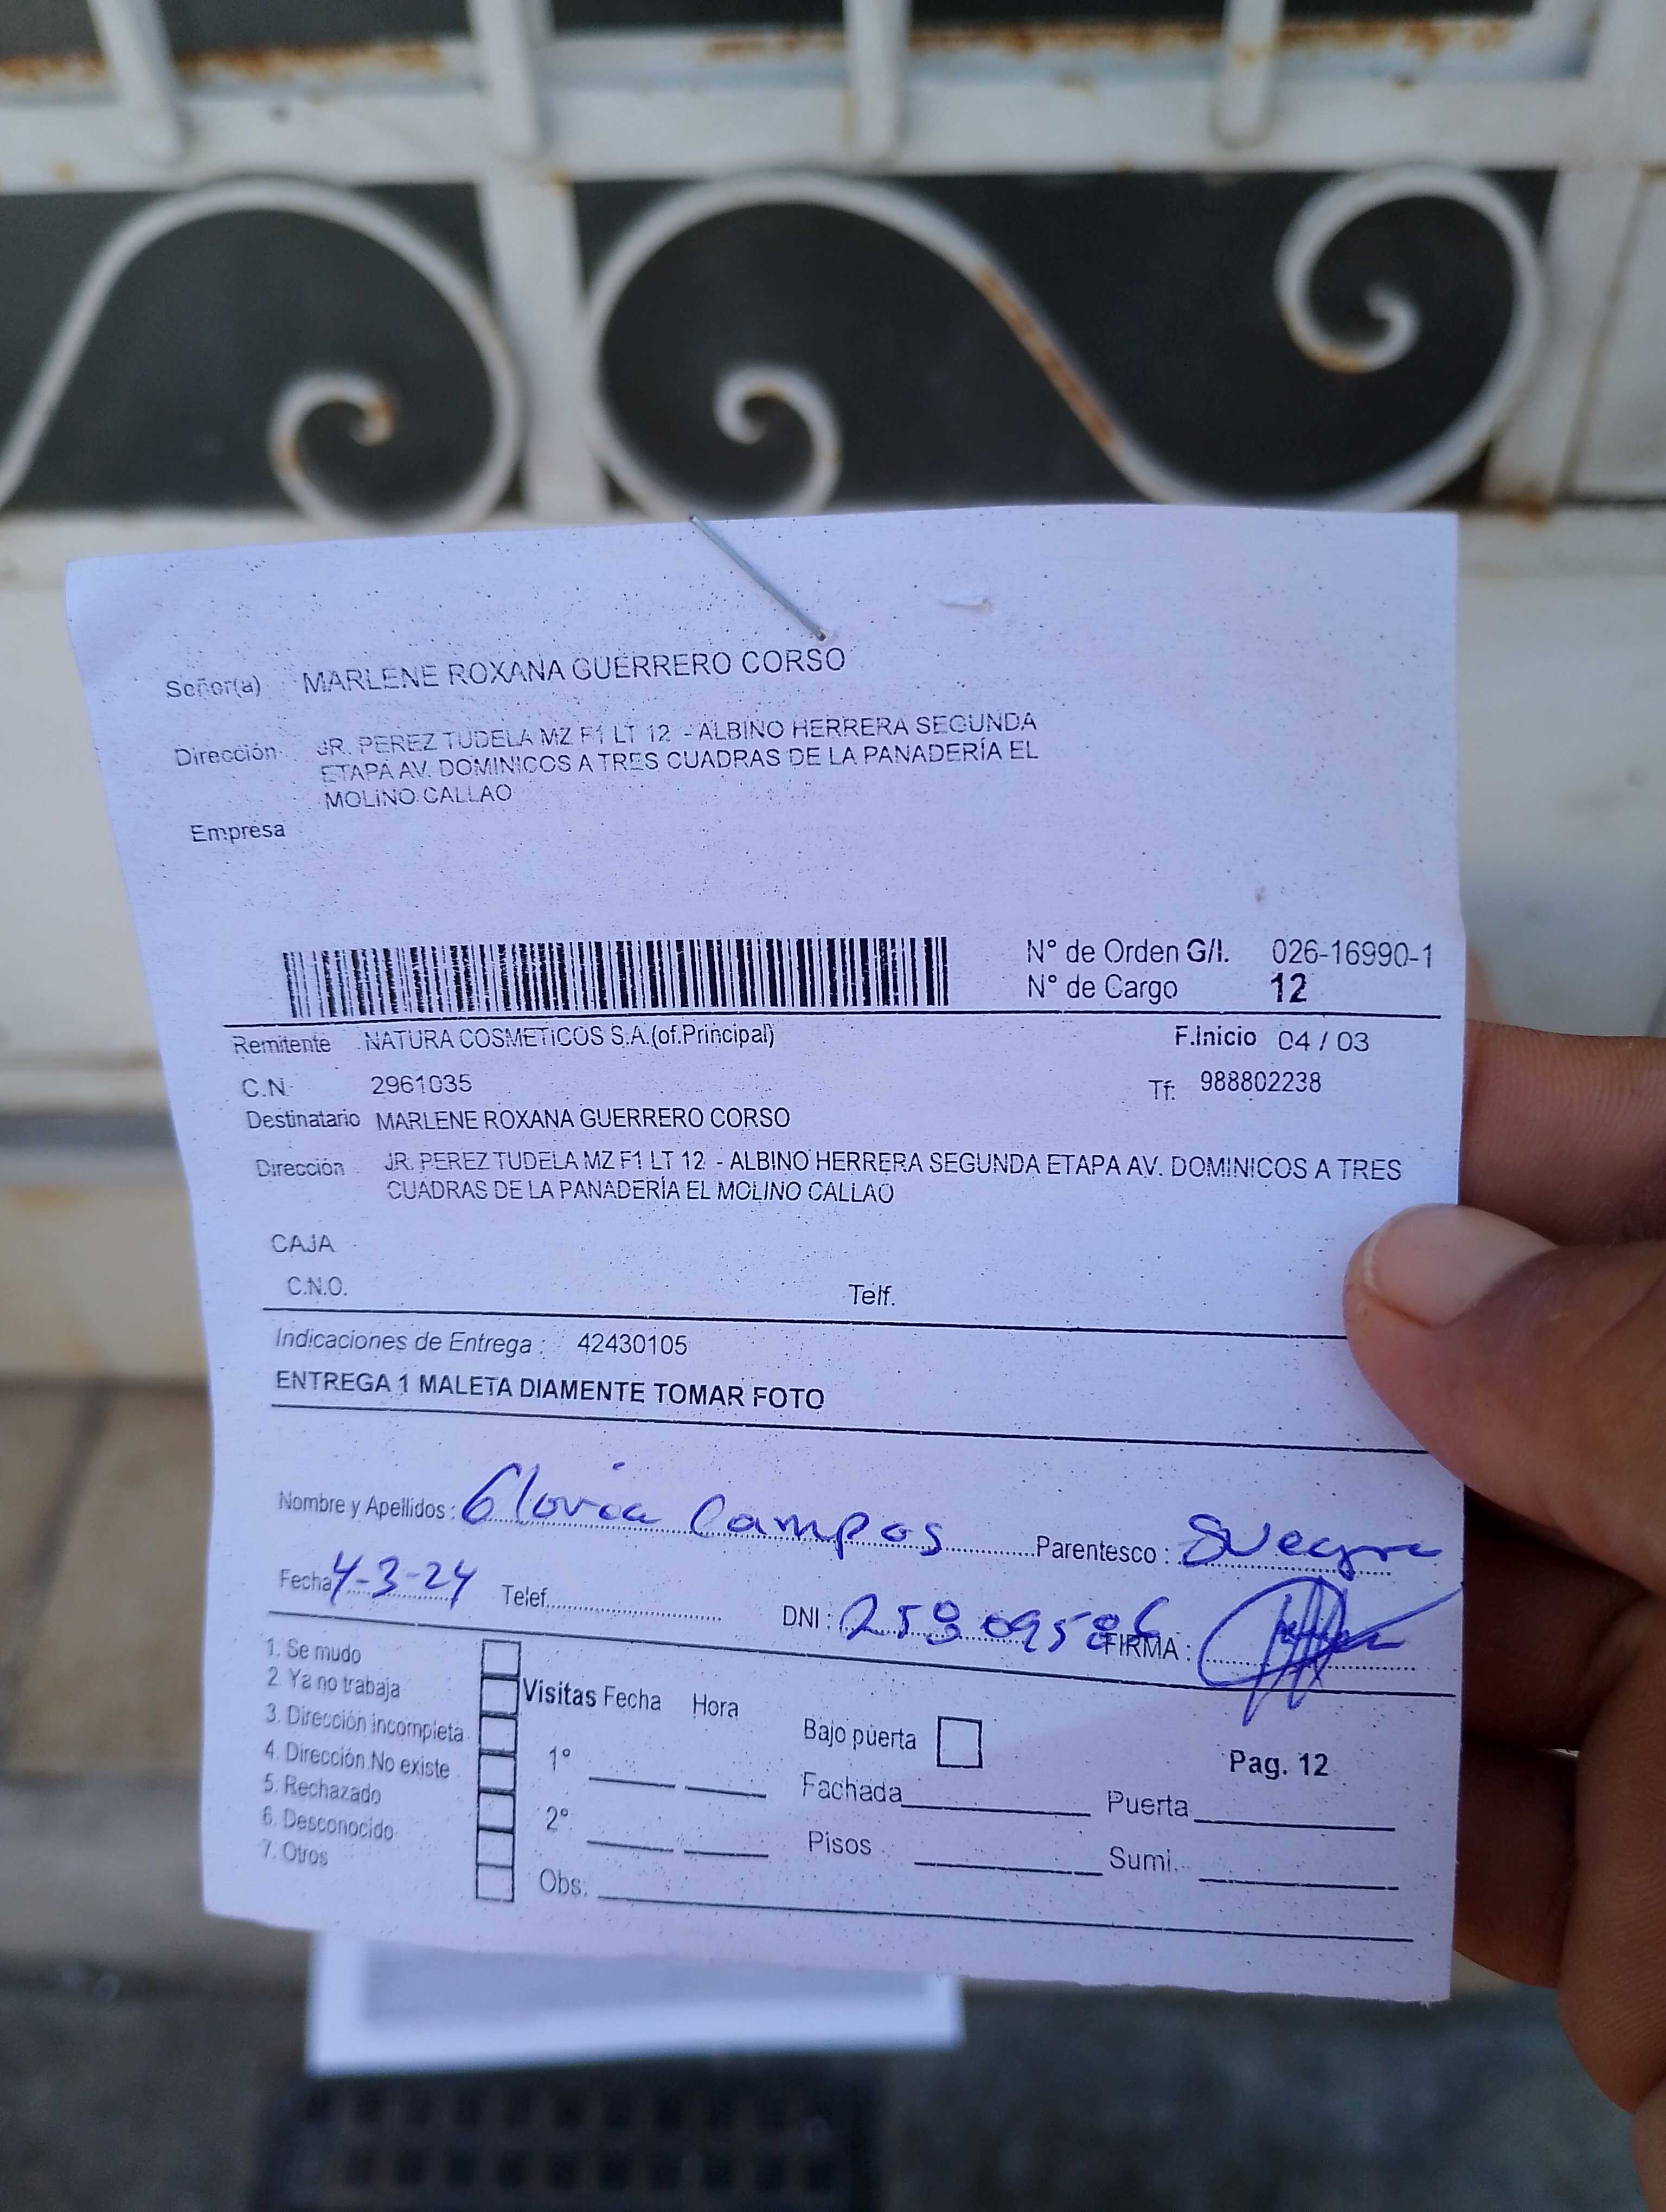 Señor(a) MARLENE ROXANA GUERRERO CORSO
Dirección JR. PEREZ TUDELA MZ F1 LT 12 - ALBINO HERRERA SEGUNDA
ETAPA AV. DOMINICOS A TRES CUADRAS DE LA PANADERÍA EL
MOLINO CALLAO
Empresa
N° de Orden G/I. 026-16990-1
N° de Cargo 12
Remitente NATURA COSMETICOS S.A.(of.Principal) F.Inicio 04 / 03
C.N 2961035 Tf: 988802238
Destinatario MARLENE ROXANA GUERRERO CORSO
Dirección JR. PEREZ TUDELA MZ F1 LT 12 - ALBINO HERRERA SEGUNDA ETAPA AV. DOMINICOS A TRES
CUADRAS DE LA PANADERÍA EL MOLINO CALLAO
CAJA
C.N.O. Telf.
Indicaciones de Entrega : 42430105
ENTREGA 1 MALETA DIAMENTE TOMAR FOTO
Nombre y Apellidos : Gloria Campos Parentesco : Suegra
Fecha 4-3-24 Telef. DNI : 25809586 FIRMA :
1. Se mudo
2. Ya no trabaja Visitas Fecha Hora
3. Dirección incompleta Bajo puerta
4. Dirección No existe 1° Pag. 12
5. Rechazado Fachada Puerta
6. Desconocido 2° Pisos Sumi.
7. Otros Obs.